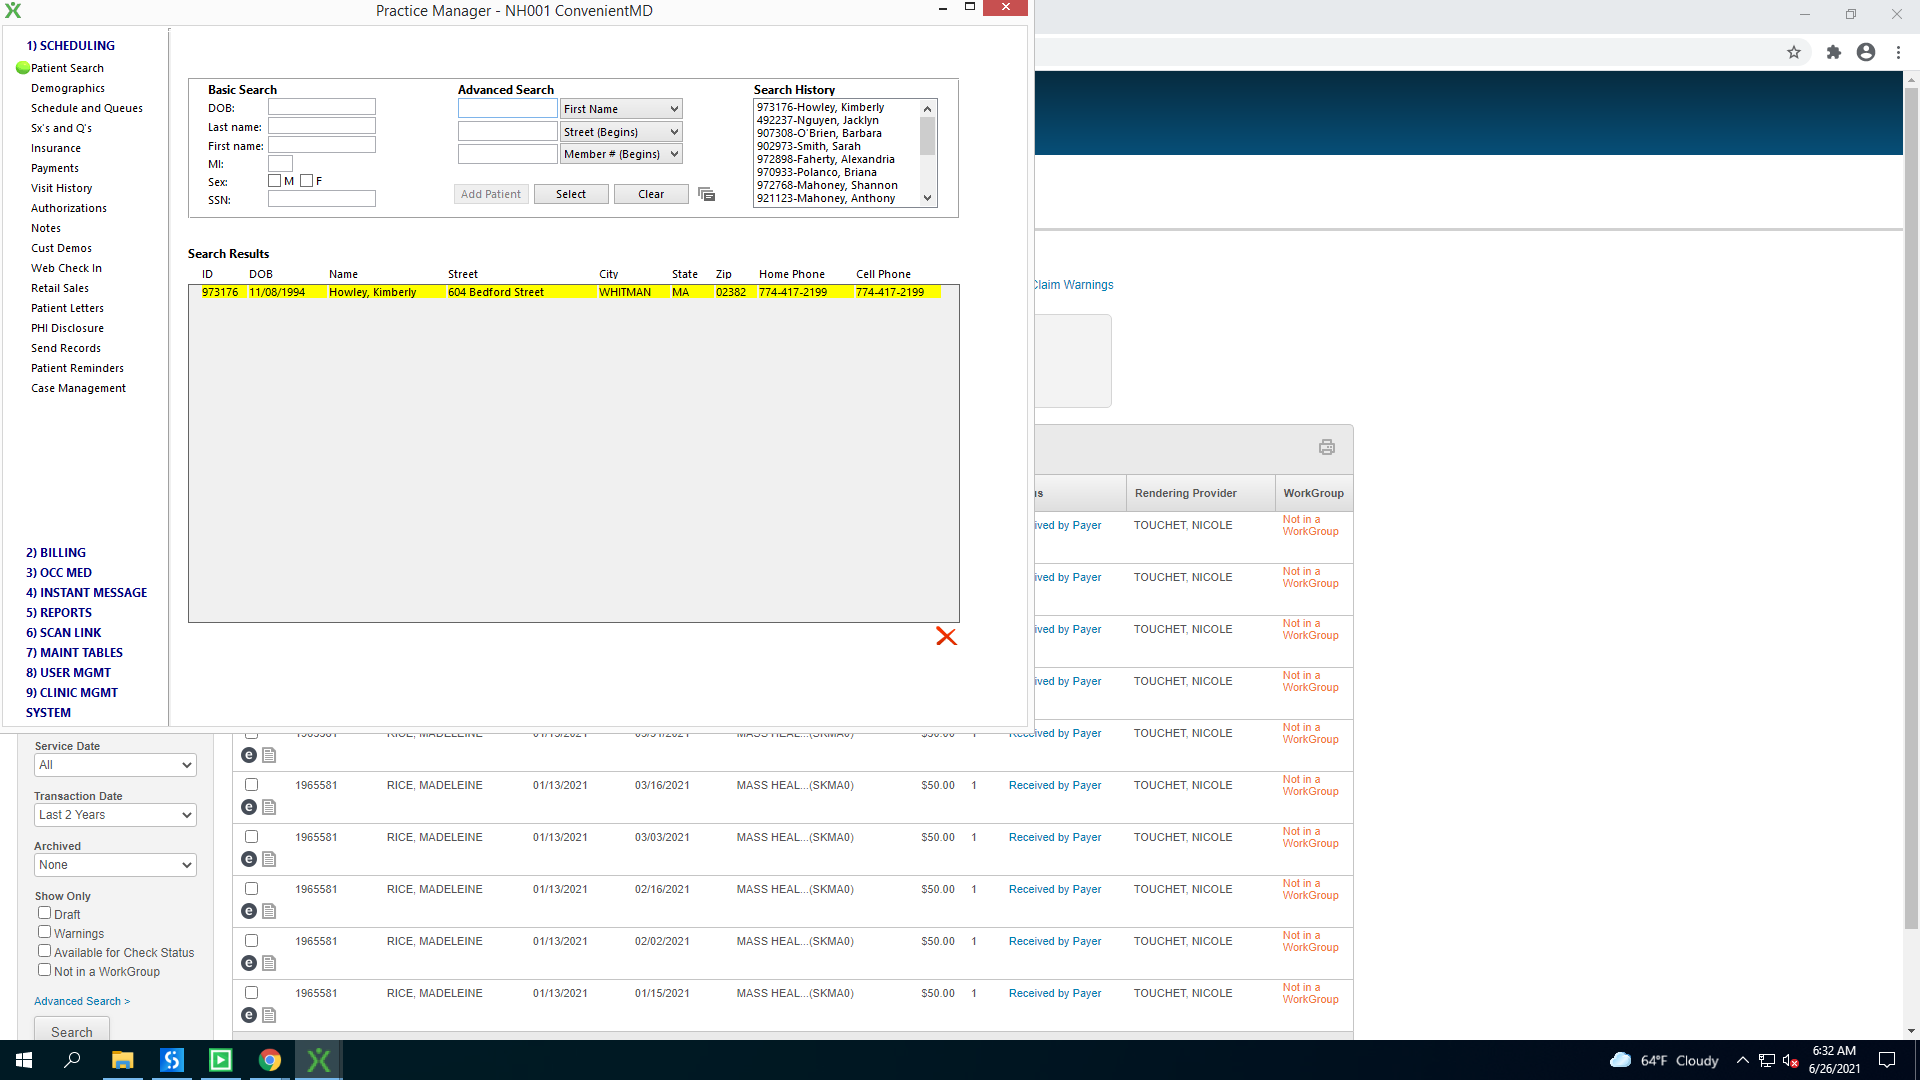 Practice Manager - NH001 ConvenientMD
1) SCHEDULING
Patient Search
Demographics
Schedule and Queues
Sx's and Q's
Insurance
Payments
Visit History
Authorizations
Notes
Cust Demos
Web Check In
Retail Sales
Patient Letters
PHI Disclosure
Send Records
Patient Reminders
Case Management
2) BILLING
3) OCC MED
4) INSTANT MESSAGE
5) REPORTS
6) SCAN LINK
7) MAINT TABLES
8) USER MGMT
9) CLINIC MGMT
SYSTEM
Basic Search
DOB:
Last name:
First name:
MI:
Sex: M F
SSN:
Advanced Search
First Name
Street (Begins)
Member # (Begins)
Add Patient Select Clear
Search History
973176-Howley, Kimberly
492237-Nguyen, Jacklyn
907308-O'Brien, Barbara
902973-Smith, Sarah
972898-Faherty, Alexandria
970933-Polanco, Briana
972768-Mahoney, Shannon
921123-Mahoney, Anthony
Search Results
ID DOB Name Street City State Zip Home Phone Cell Phone
973176 11/08/1994 Howley, Kimberly 604 Bedford Street WHITMAN MA 02382 774-417-2199 774-417-2199
Claim Warnings
us Rendering Provider WorkGroup
ived by Payer TOUCHET, NICOLE Not in a WorkGroup
ived by Payer TOUCHET, NICOLE Not in a WorkGroup
ived by Payer TOUCHET, NICOLE Not in a WorkGroup
ived by Payer TOUCHET, NICOLE Not in a WorkGroup
1965581 RICE, MADELEINE 01/13/2021 MASS HEAL...(SKMA0) $50.00 1 Received by Payer TOUCHET, NICOLE Not in a WorkGroup
1965581 RICE, MADELEINE 01/13/2021 03/16/2021 MASS HEAL...(SKMA0) $50.00 1 Received by Payer TOUCHET, NICOLE Not in a WorkGroup
1965581 RICE, MADELEINE 01/13/2021 03/03/2021 MASS HEAL...(SKMA0) $50.00 1 Received by Payer TOUCHET, NICOLE Not in a WorkGroup
1965581 RICE, MADELEINE 01/13/2021 02/16/2021 MASS HEAL...(SKMA0) $50.00 1 Received by Payer TOUCHET, NICOLE Not in a WorkGroup
1965581 RICE, MADELEINE 01/13/2021 02/02/2021 MASS HEAL...(SKMA0) $50.00 1 Received by Payer TOUCHET, NICOLE Not in a WorkGroup
1965581 RICE, MADELEINE 01/13/2021 01/15/2021 MASS HEAL...(SKMA0) $50.00 1 Received by Payer TOUCHET, NICOLE Not in a WorkGroup
Service Date
All
Transaction Date
Last 2 Years
Archived
None
Show Only
Draft
Warnings
Available for Check Status
Not in a WorkGroup
Advanced Search >
Search
64°F Cloudy
6:32 AM
6/26/2021